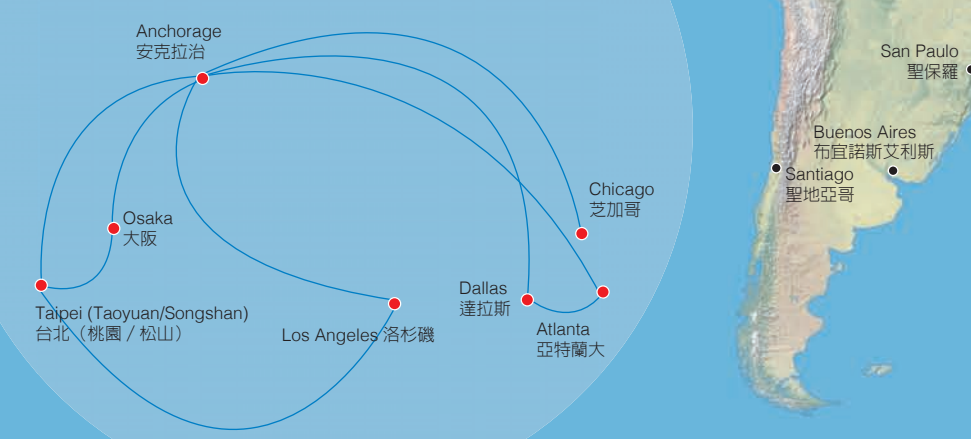 Anchorage
安克拉治
San Paulo
聖保羅
Buenos Aires
布宜諾斯艾利斯
Santiago
聖地亞哥
Chicago
芝加哥
Osaka
大阪
Dallas
達拉斯
Taipei (Taoyuan/Songshan)
台北（桃園／松山）
Los Angeles 洛杉磯
Atlanta
亞特蘭大